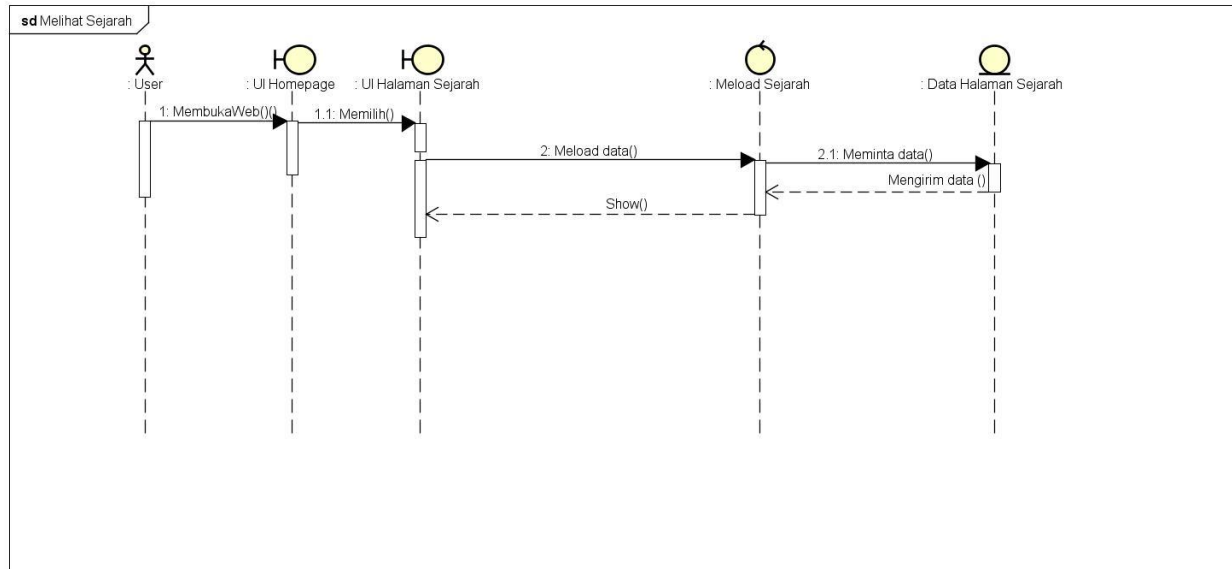 sd Melihat Sejarah
: User
: UI Homepage
: UI Halaman Sejarah
: Meload Sejarah
: Data Halaman Sejarah
1: MembukaWeb()()
1.1: Memilih()
2: Meload data()
2.1: Meminta data()
Mengirim data ()
Show()